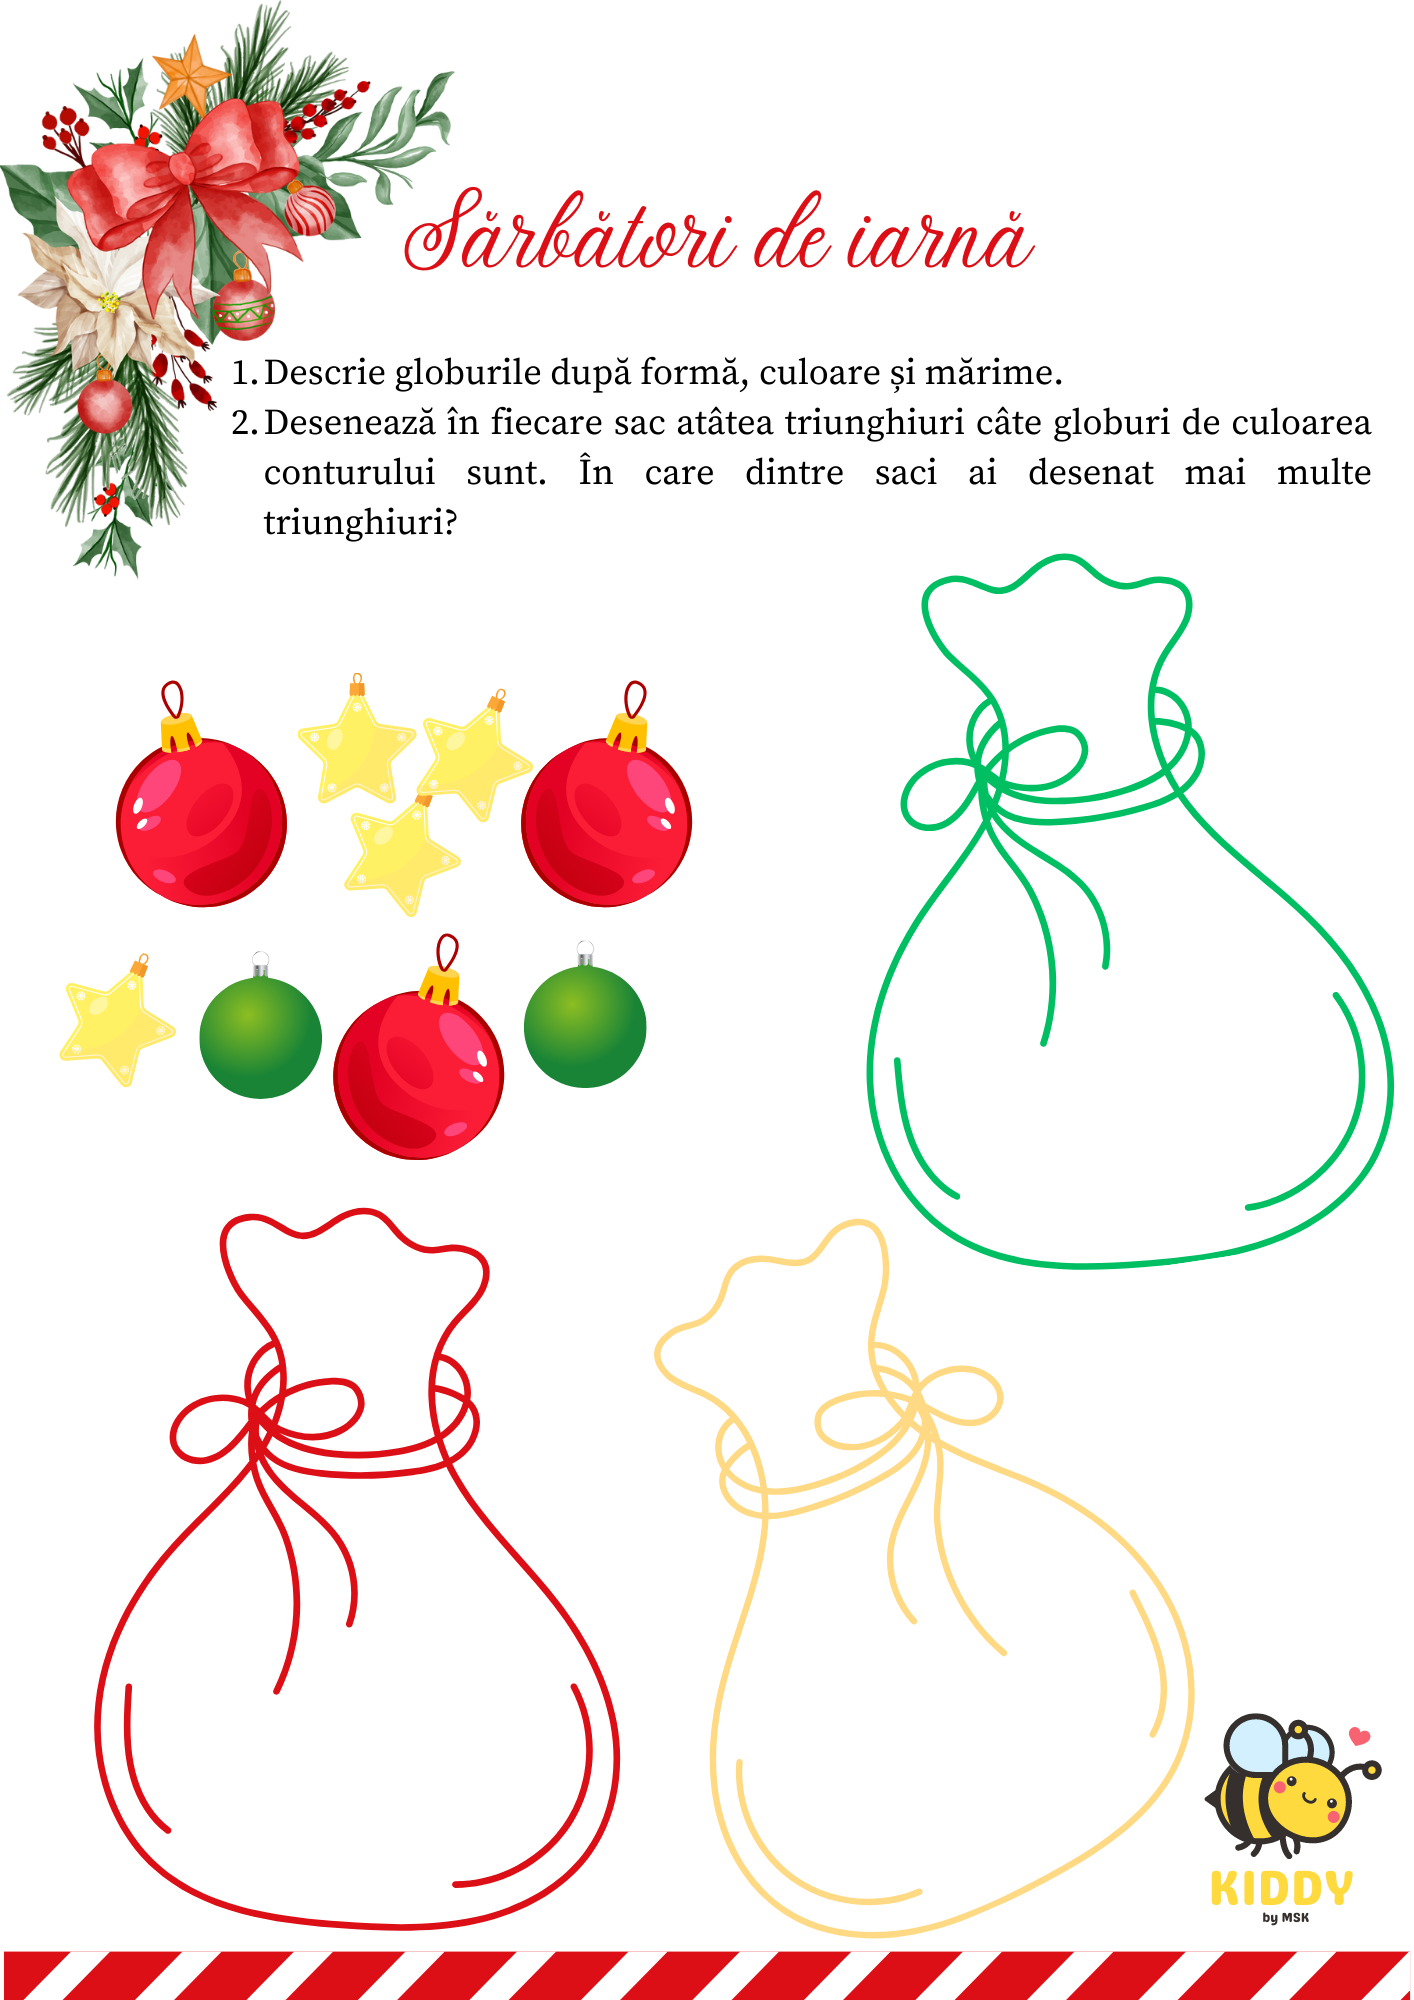 Sărbători de iarnă
1. Descrie globurile după formă, culoare și mărime.
2. Desenează în fiecare sac atâtea triunghiuri câte globuri de culoarea
conturului sunt. În care dintre saci ai desenat mai multe
triunghiuri?
KIDDY
by MSK